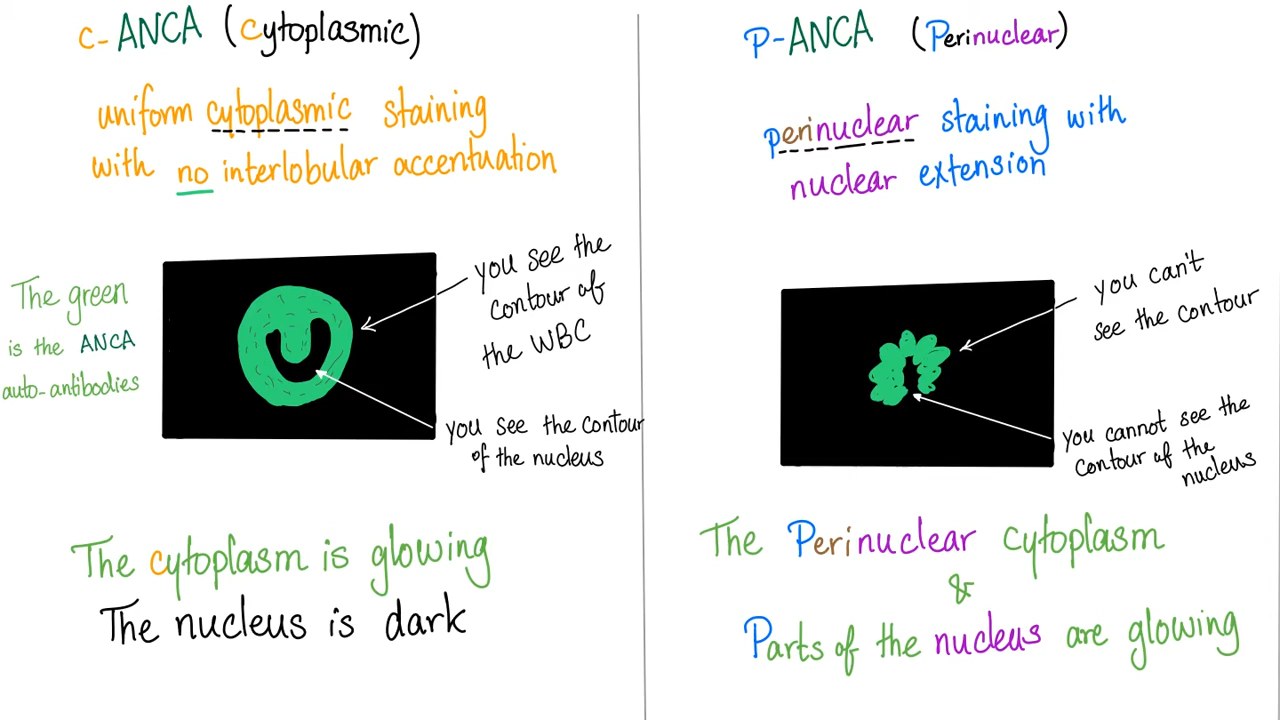 c-ANCA (Cytoplasmic)
uniform cytoplasmic staining
with no interlobular accentuation
The green
is the ANCA
auto-antibodies
you see the
contour of
the WBC
you see the contour
of the nucleus
The cytoplasm is glowing
The nucleus is dark
P-ANCA (Perinuclear)
perinuclear staining with
nuclear extension
you can't
see the contour
you cannot see the
contour of the
nucleus
The Perinuclear cytoplasm
&
Parts of the nucleus are glowing